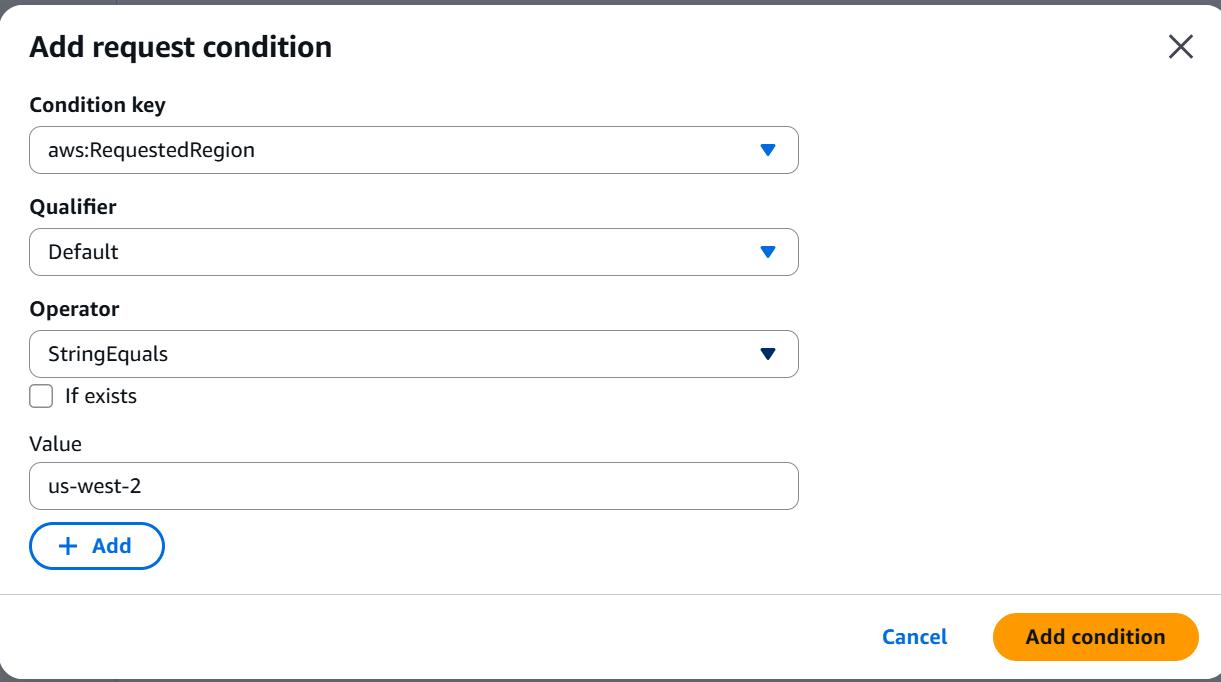 Add request condition
Condition key
aws:RequestedRegion
Qualifier
Default
Operator
StringEquals
If exists
Value
us-west-2
Add
Cancel
Add condition